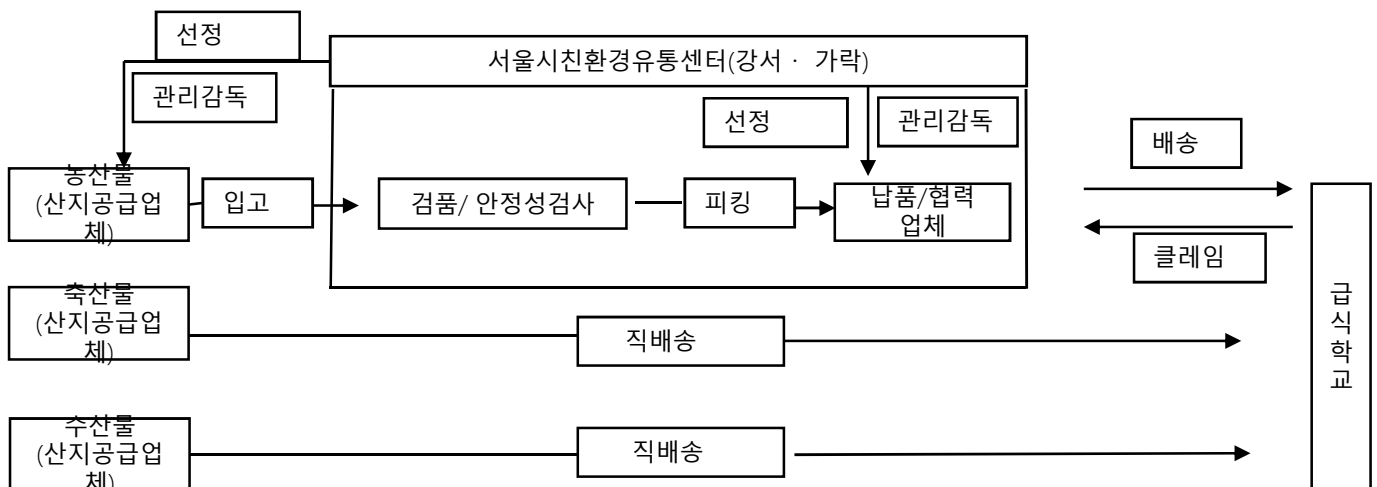 선정
서울시친환경유통센터(강서 · 가락)
관리감독
선정
관리감독
배송
농산물
(산지공급업
체)
입고
검품/ 안정성검사
피킹
납품/협력
업체
클레임
축산물
(산지공급업
체)
직배송
급
식
학
교
수산물
(산지공급업
체)
직배송